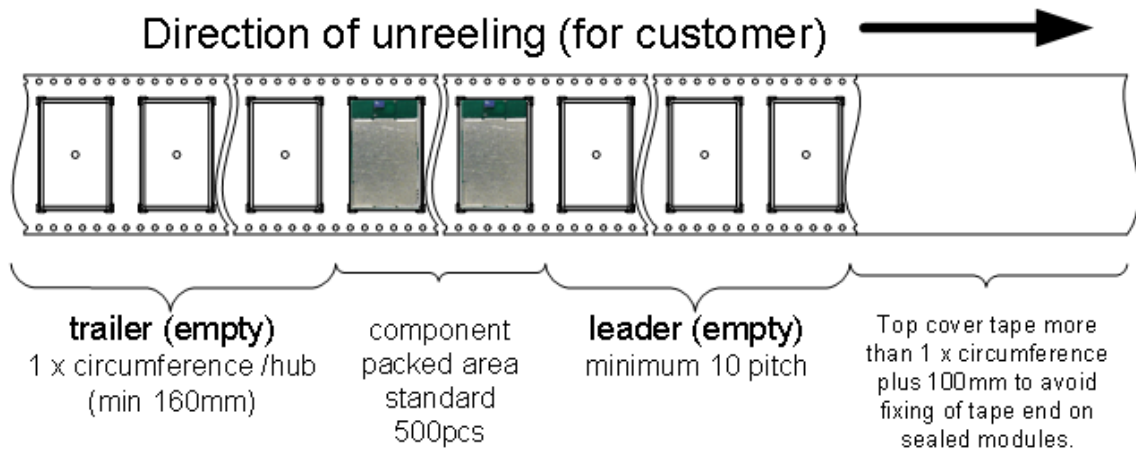 Direction of unreeling (for customer)
trailer (empty)
1 x circumference /hub
(min 160mm)
component
packed area
standard
500pcs
leader (empty)
minimum 10 pitch
Top cover tape more
than 1 x circumference
plus 100mm to avoid
fixing of tape end on
sealed modules.